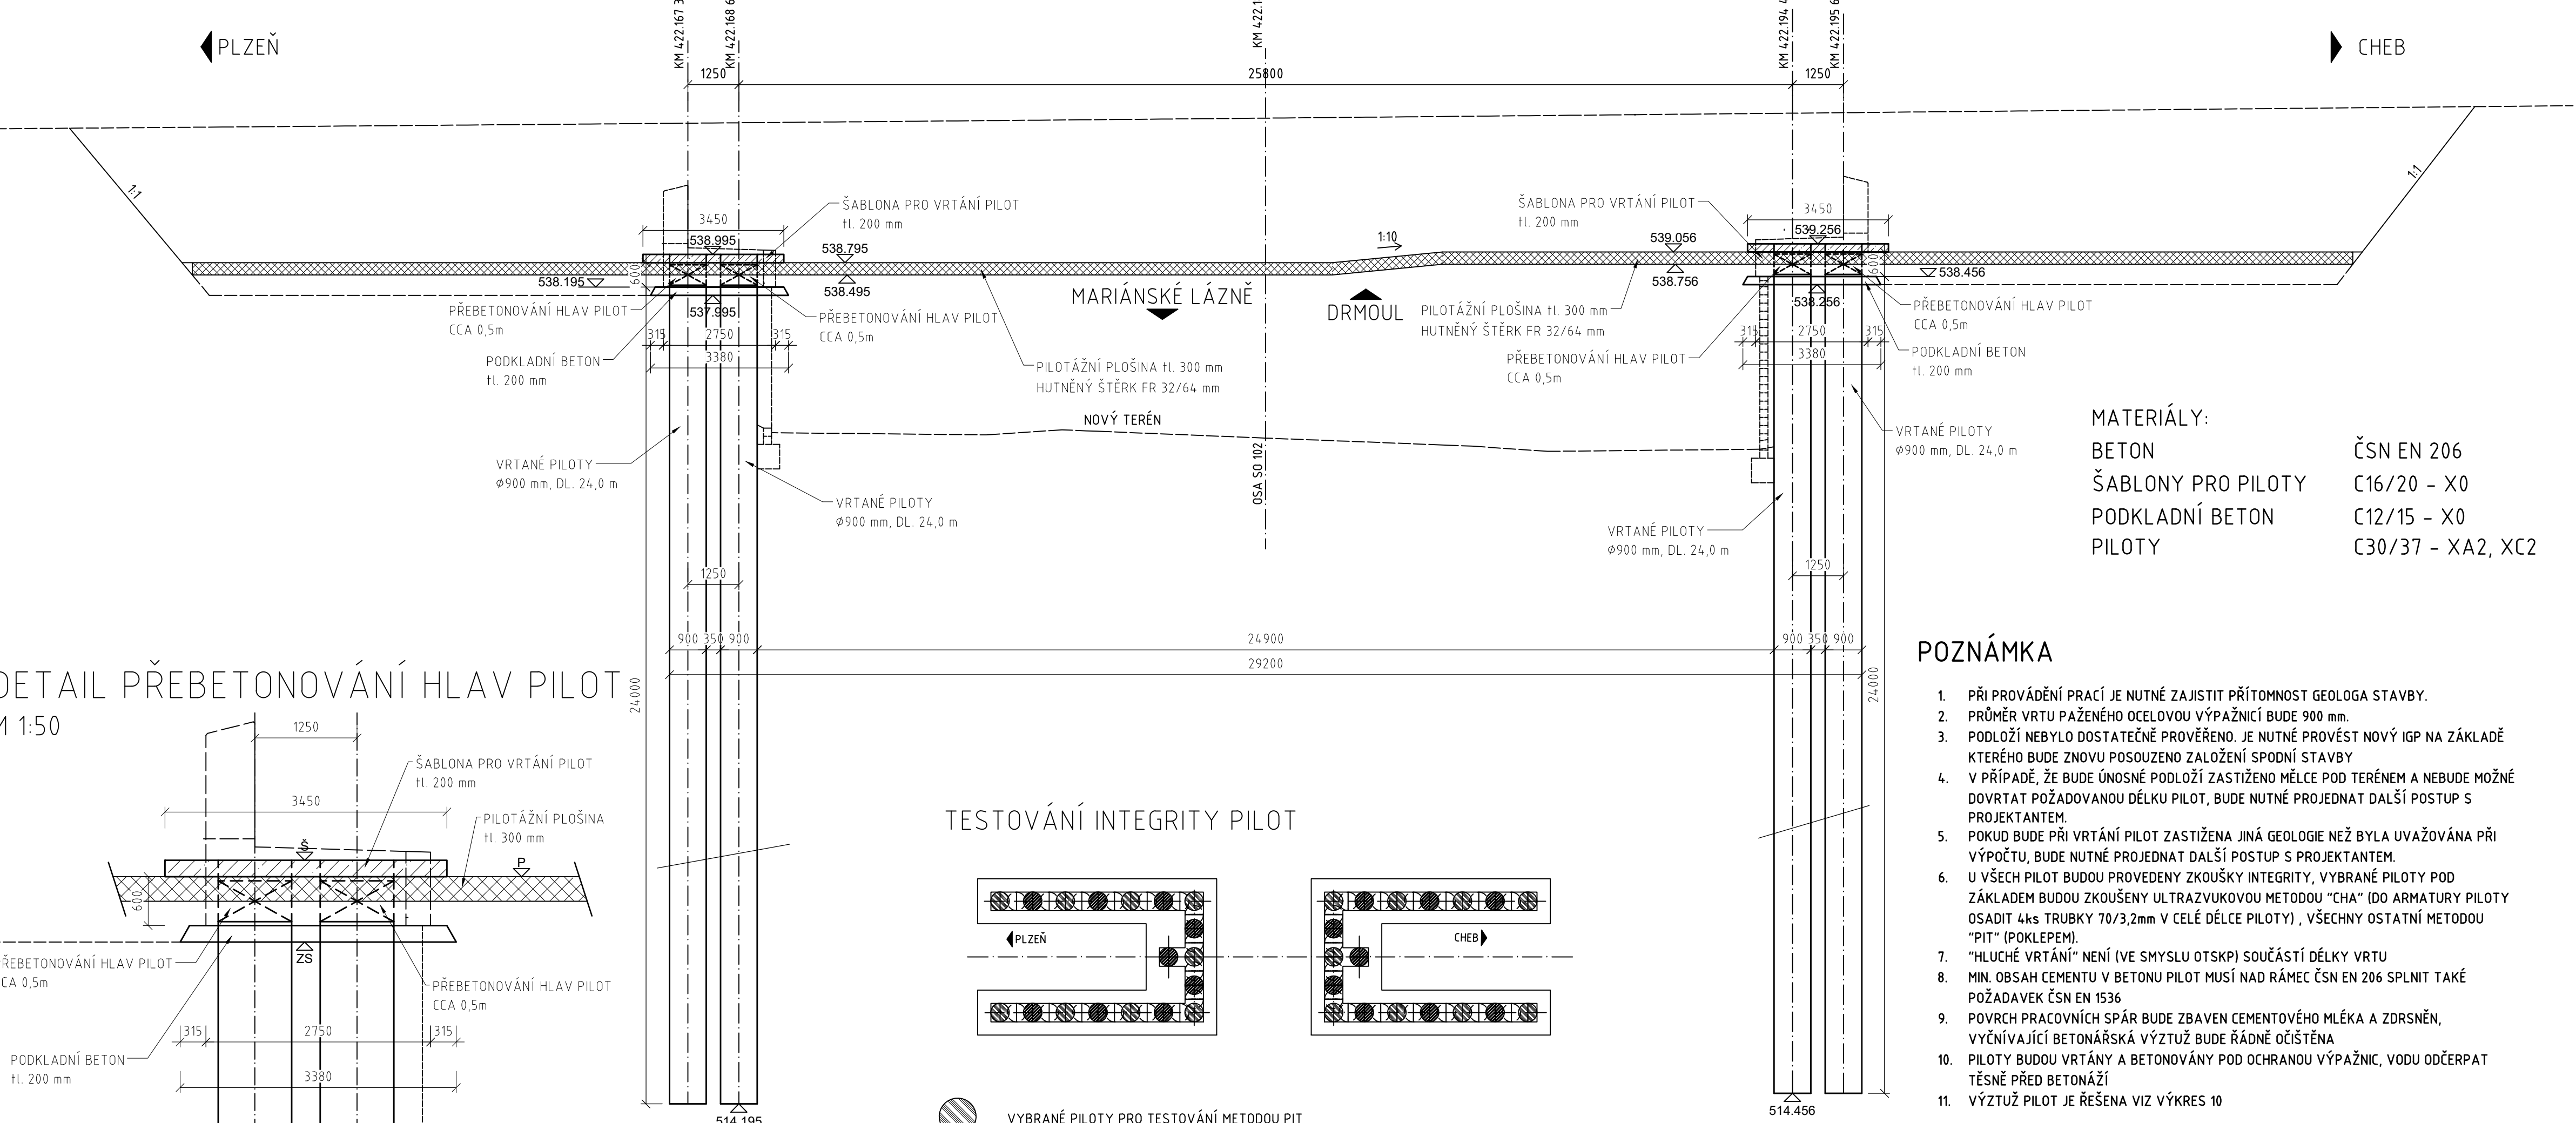 PLZEŇ
CHEB
KM 422.167
KM 422.168
KM 422.194
KM 422.195
1250
25800
1250
1:1
1:1
ŠABLONA PRO VRTÁNÍ PILOT
tl. 200 mm
3450
538.995
538.795
538.195
600
538.495
537.995
PŘEBETONOVÁNÍ HLAV PILOT
CCA 0,5m
PŘEBETONOVÁNÍ HLAV PILOT
CCA 0,5m
315
2750
315
3380
PODKLADNÍ BETON
tl. 200 mm
PILOTÁŽNÍ PLOŠINA tl. 300 mm
HUTNĚNÝ ŠTĚRK FR 32/64 mm
MARIÁNSKÉ LÁZNĚ
DRMOUL
1:10
ŠABLONA PRO VRTÁNÍ PILOT
tl. 200 mm
3450
539.256
539.056
538.756
538.456
600
538.256
PILOTÁŽNÍ PLOŠINA tl. 300 mm
HUTNĚNÝ ŠTĚRK FR 32/64 mm
PŘEBETONOVÁNÍ HLAV PILOT
CCA 0,5m
PŘEBETONOVÁNÍ HLAV PILOT
CCA 0,5m
315
2750
315
3380
PODKLADNÍ BETON
tl. 200 mm
NOVÝ TERÉN
OSA SO 102
VRTANÉ PILOTY
Ø900 mm, DL. 24,0 m
VRTANÉ PILOTY
Ø900 mm, DL. 24,0 m
VRTANÉ PILOTY
Ø900 mm, DL. 24,0 m
VRTANÉ PILOTY
Ø900 mm, DL. 24,0 m
1250
1250
900 350 900
24900
900 350 900
29200
24000
24000
514.195
514.456
MATERIÁLY:
BETON ČSN EN 206
ŠABLONY PRO PILOTY C16/20 - X0
PODKLADNÍ BETON C12/15 - X0
PILOTY C30/37 - XA2, XC2
DETAIL PŘEBETONOVÁNÍ HLAV PILOT
M 1:50
1250
ŠABLONA PRO VRTÁNÍ PILOT
tl. 200 mm
3450
PILOTÁŽNÍ PLOŠINA
tl. 300 mm
Š
P
600
ZS
PŘEBETONOVÁNÍ HLAV PILOT
CCA 0,5m
PŘEBETONOVÁNÍ HLAV PILOT
CCA 0,5m
315
2750
315
3380
PODKLADNÍ BETON
tl. 200 mm
TESTOVÁNÍ INTEGRITY PILOT
PLZEŇ
CHEB
VYBRANÉ PILOTY PRO TESTOVÁNÍ METODOU PIT
POZNÁMKA
1. PŘI PROVÁDĚNÍ PRACÍ JE NUTNÉ ZAJISTIT PŘÍTOMNOST GEOLOGA STAVBY.
2. PRŮMĚR VRTU PAŽENÉHO OCELOVOU VÝPAŽNICÍ BUDE 900 mm.
3. PODLOŽÍ NEBYLO DOSTATEČNĚ PROVĚŘENO. JE NUTNÉ PROVÉST NOVÝ IGP NA ZÁKLADĚ
KTERÉHO BUDE ZNOVU POSOUZENO ZALOŽENÍ SPODNÍ STAVBY
4. V PŘÍPADĚ, ŽE BUDE ÚNOSNÉ PODLOŽÍ ZASTIŽENO MĚLCE POD TERÉNEM A NEBUDE MOŽNÉ
DOVRTAT POŽADOVANOU DÉLKU PILOT, BUDE NUTNÉ PROJEDNAT DALŠÍ POSTUP S
PROJEKTANTEM.
5. POKUD BUDE PŘI VRTÁNÍ PILOT ZASTIŽENA JINÁ GEOLOGIE NEŽ BYLA UVAŽOVÁNA PŘI
VÝPOČTU, BUDE NUTNÉ PROJEDNAT DALŠÍ POSTUP S PROJEKTANTEM.
6. U VŠECH PILOT BUDOU PROVEDENY ZKOUŠKY INTEGRITY, VYBRANÉ PILOTY POD
ZÁKLADEM BUDOU ZKOUŠENY ULTRAZVUKOVOU METODOU "CHA" (DO ARMATURY PILOTY
OSADIT 4ks TRUBKY 70/3,2mm V CELÉ DÉLCE PILOTY) , VŠECHNY OSTATNÍ METODOU
"PIT" (POKLEPEM).
7. "HLUCHÉ VRTÁNÍ" NENÍ (VE SMYSLU OTSKP) SOUČÁSTÍ DÉLKY VRTU
8. MIN. OBSAH CEMENTU V BETONU PILOT MUSÍ NAD RÁMEC ČSN EN 206 SPLNIT TAKÉ
POŽADAVEK ČSN EN 1536
9. POVRCH PRACOVNÍCH SPÁR BUDE ZBAVEN CEMENTOVÉHO MLÉKA A ZDRSNĚN,
VYČNÍVAJÍCÍ BETONÁŘSKÁ VÝZTUŽ BUDE ŘÁDNĚ OČIŠTĚNA
10. PILOTY BUDOU VRTÁNY A BETONOVÁNY POD OCHRANOU VÝPAŽNIC, VODU ODČERPAT
TĚSNĚ PŘED BETONÁŽÍ
11. VÝZTUŽ PILOT JE ŘEŠENA VIZ VÝKRES 10